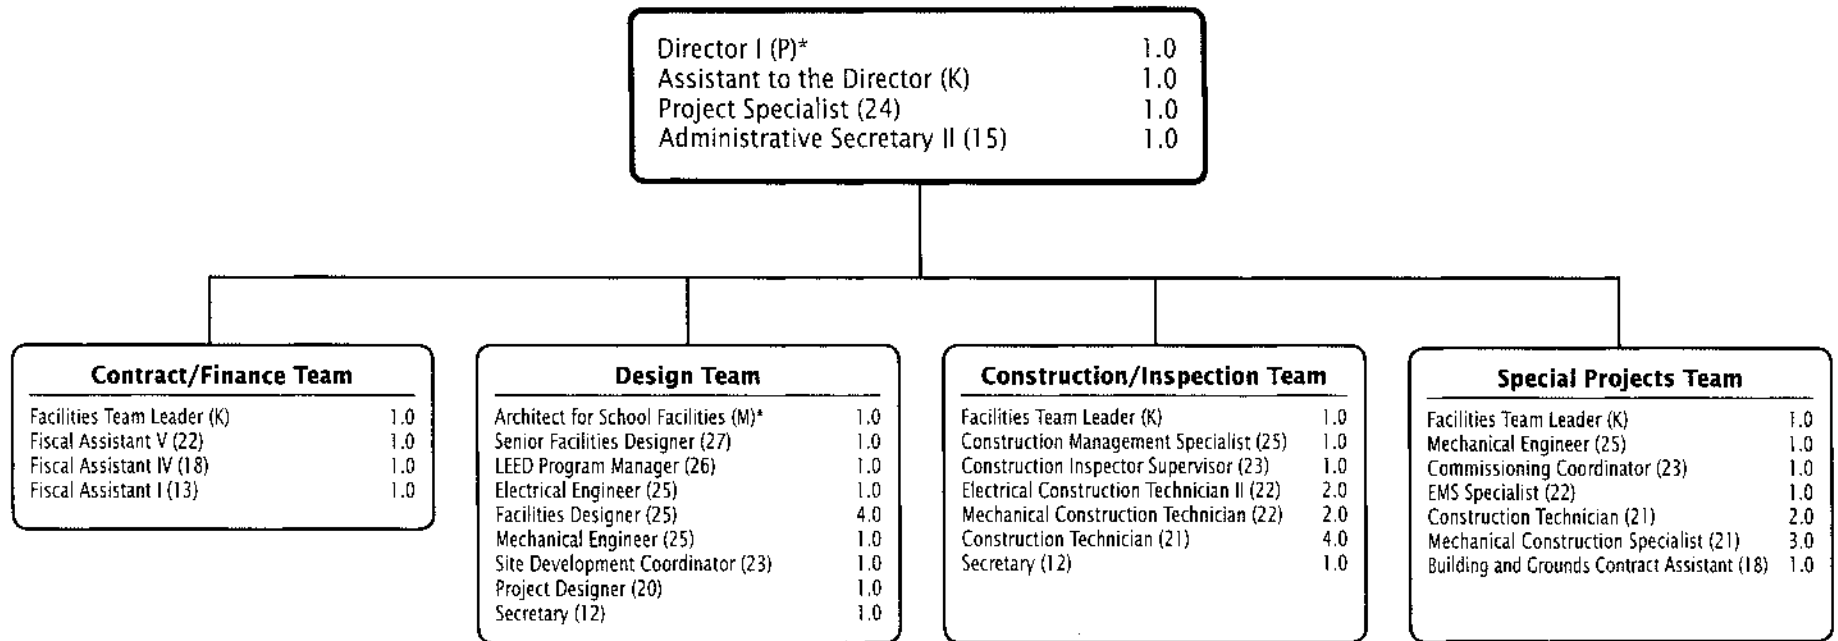 Director I (P)* 1.0
Assistant to the Director (K) 1.0
Project Specialist (24) 1.0
Administrative Secretary II (15) 1.0
Contract/Finance Team
Facilities Team Leader (K) 1.0
Fiscal Assistant V (22) 1.0
Fiscal Assistant IV (18) 1.0
Fiscal Assistant I (13) 1.0
Design Team
Architect for School Facilities (M)* 1.0
Senior Facilities Designer (27) 1.0
LEED Program Manager (26) 1.0
Electrical Engineer (25) 1.0
Facilities Designer (25) 4.0
Mechanical Engineer (25) 1.0
Site Development Coordinator (23) 1.0
Project Designer (20) 1.0
Secretary (12) 1.0
Construction/Inspection Team
Facilities Team Leader (K) 1.0
Construction Management Specialist (25) 1.0
Construction Inspector Supervisor (23) 1.0
Electrical Construction Technician II (22) 2.0
Mechanical Construction Technician (22) 2.0
Construction Technician (21) 4.0
Secretary (12) 1.0
Special Projects Team
Facilities Team Leader (K) 1.0
Mechanical Engineer (25) 1.0
Commissioning Coordinator (23) 1.0
EMS Specialist (22) 1.0
Construction Technician (21) 2.0
Mechanical Construction Specialist (21) 3.0
Building and Grounds Contract Assistant (18) 1.0